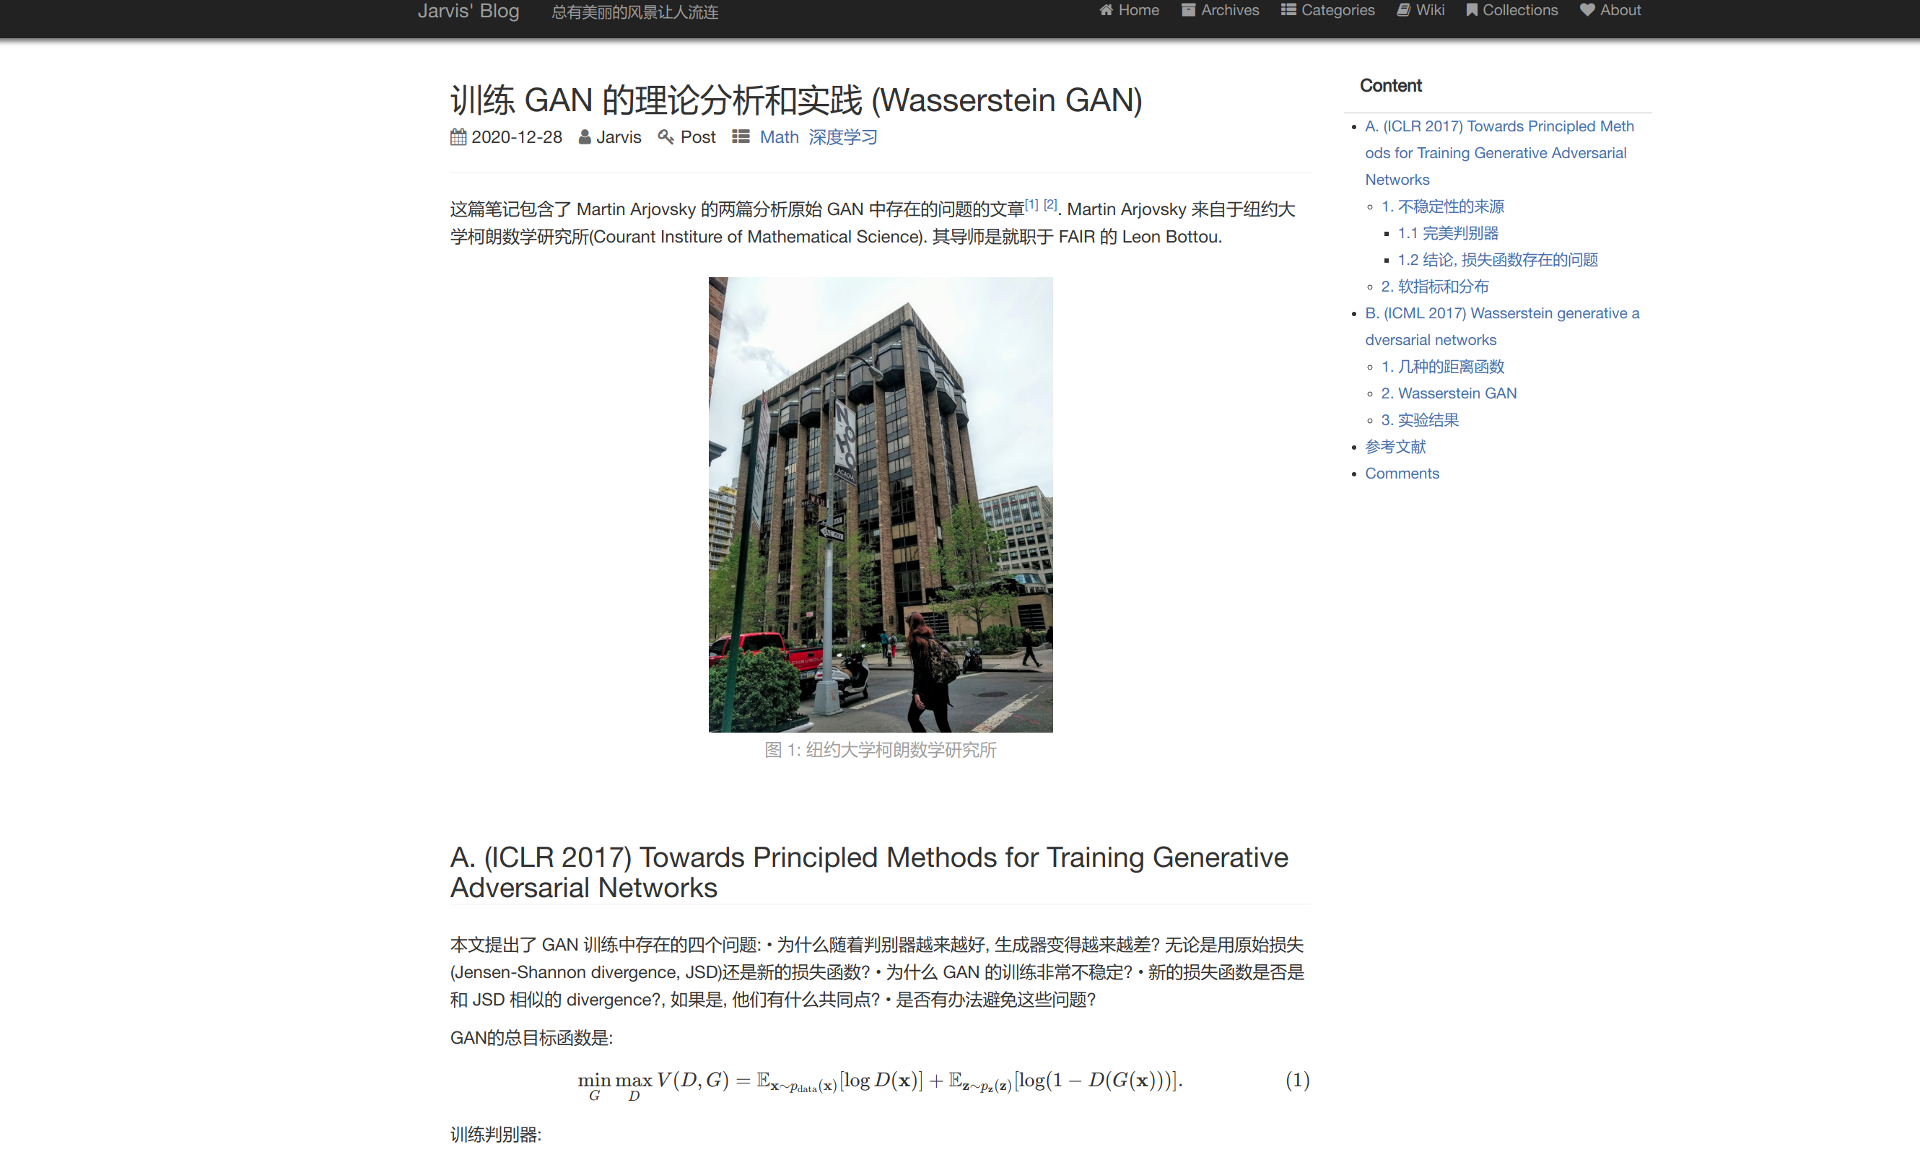 Jarvis' Blog 总有美丽的风景让人流连 Home Archives Categories Wiki Collections About
训练 GAN 的理论分析和实践 (Wasserstein GAN)
2020-12-28 Jarvis Post Math 深度学习
这篇笔记包含了 Martin Arjovsky 的两篇分析原始 GAN 中存在的问题的文章[1] [2]. Martin Arjovsky 来自于纽约大
学柯朗数学研究所(Courant Institure of Mathematical Science). 其导师是就职于 FAIR 的 Leon Bottou.
NOHO
图 1: 纽约大学柯朗数学研究所
A. (ICLR 2017) Towards Principled Methods for Training Generative
Adversarial Networks
本文提出了 GAN 训练中存在的四个问题: • 为什么随着判别器越来越好, 生成器变得越来越差? 无论是用原始损失
(Jensen-Shannon divergence, JSD)还是新的损失函数? • 为什么 GAN 的训练非常不稳定? • 新的损失函数是否是
和 JSD 相似的 divergence?, 如果是, 他们有什么共同点? • 是否有办法避免这些问题?
GAN的总目标函数是:
min_G max_D V(D, G) = 𝔼_{x∼p_data(x)}[log D(x)] + 𝔼_{z∼p_z(z)}[log(1 − D(G(x)))]. (1)
训练判别器:
Content
• A. (ICLR 2017) Towards Principled Meth
ods for Training Generative Adversarial
Networks
◦ 1. 不稳定性的来源
▪ 1.1 完美判别器
▪ 1.2 结论, 损失函数存在的问题
◦ 2. 软指标和分布
• B. (ICML 2017) Wasserstein generative a
dversarial networks
◦ 1. 几种的距离函数
◦ 2. Wasserstein GAN
◦ 3. 实验结果
• 参考文献
• Comments